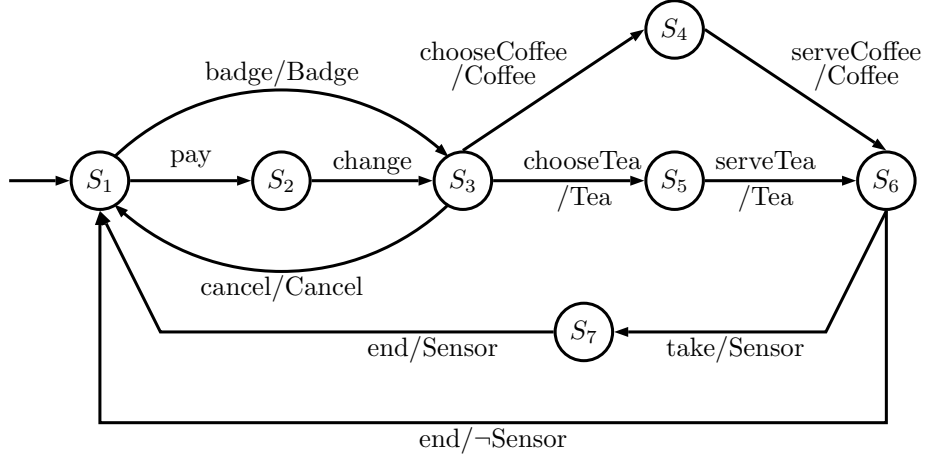 S4
chooseCoffee
/Coffee
serveCoffee
/Coffee
badge/Badge
pay
change
chooseTea
serveTea
S1
S2
S3
S5
S6
/Tea
/Tea
cancel/Cancel
S7
end/Sensor
take/Sensor
end/¬Sensor